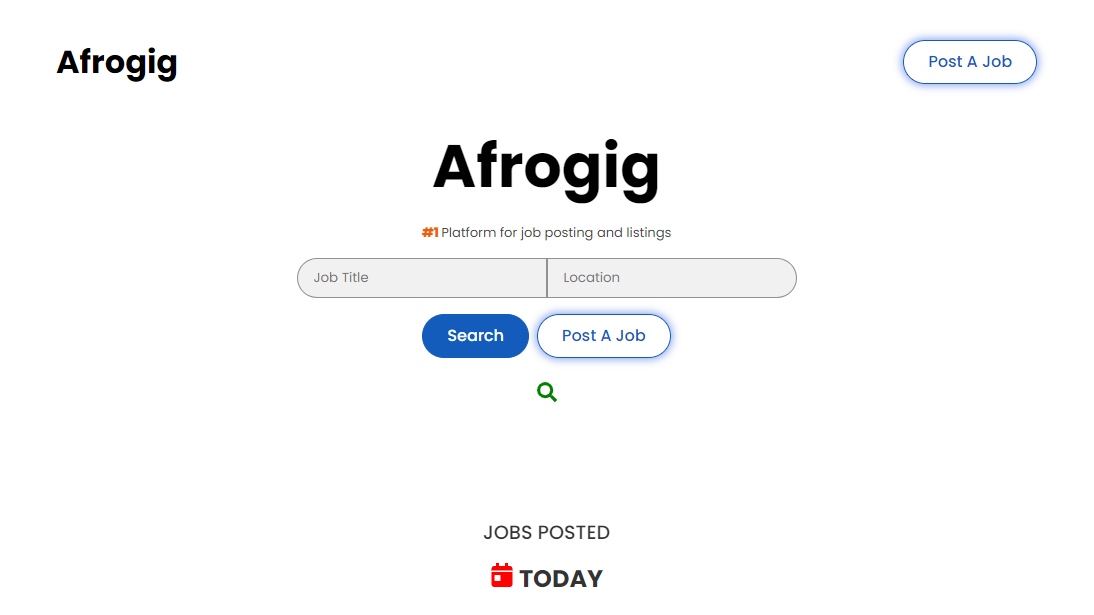 Afrogig
Post A Job
Afrogig
#1 Platform for job posting and listings
Job Title
Location
Search
Post A Job
JOBS POSTED
TODAY